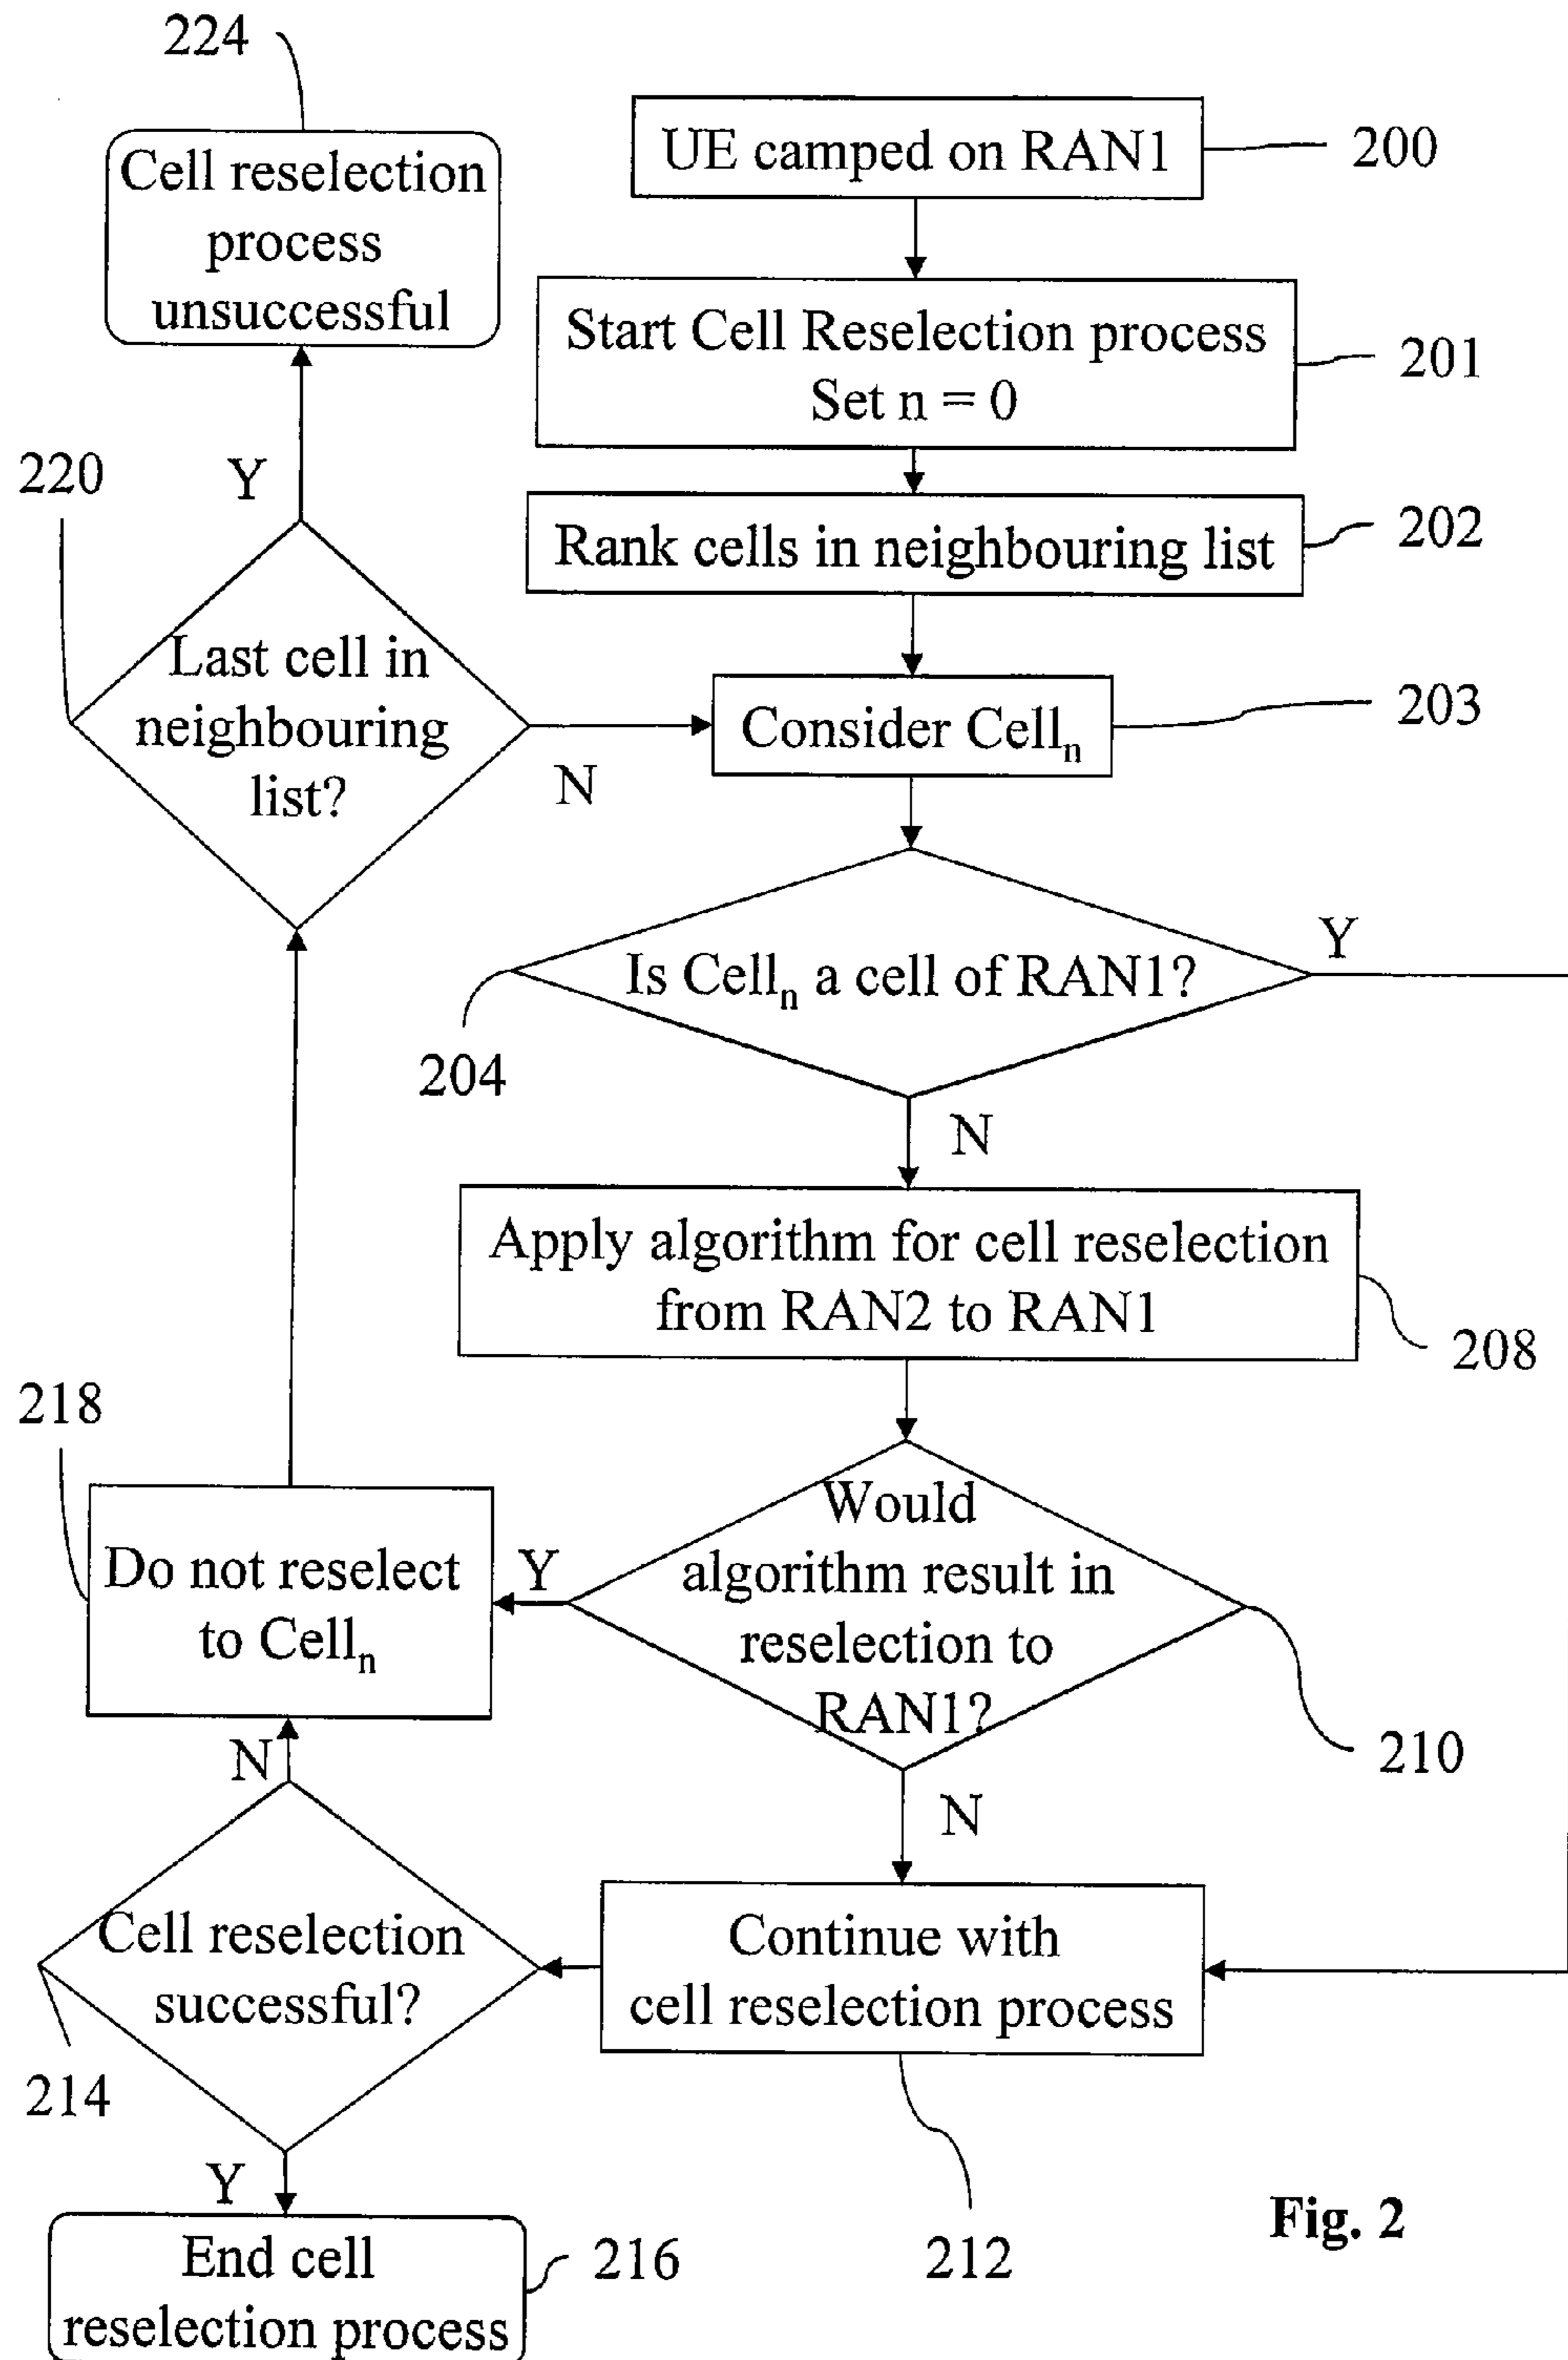 224
Cell reselection
process
unsuccessful
UE camped on RAN1
200
Start Cell Reselection process
Set n = 0
201
220
Y
Rank cells in neighbouring list
202
Last cell in
neighbouring
list?
N
Consider Celln
203
Is Celln a cell of RAN1?
Y
204
N
Apply algorithm for cell reselection
from RAN2 to RAN1
208
218
Would
algorithm result in
reselection to
RAN1?
Y
Do not reselect
to Celln
210
N
N
Cell reselection
successful?
Continue with
cell reselection process
214
Y
212
End cell
reselection process
216
Fig. 2